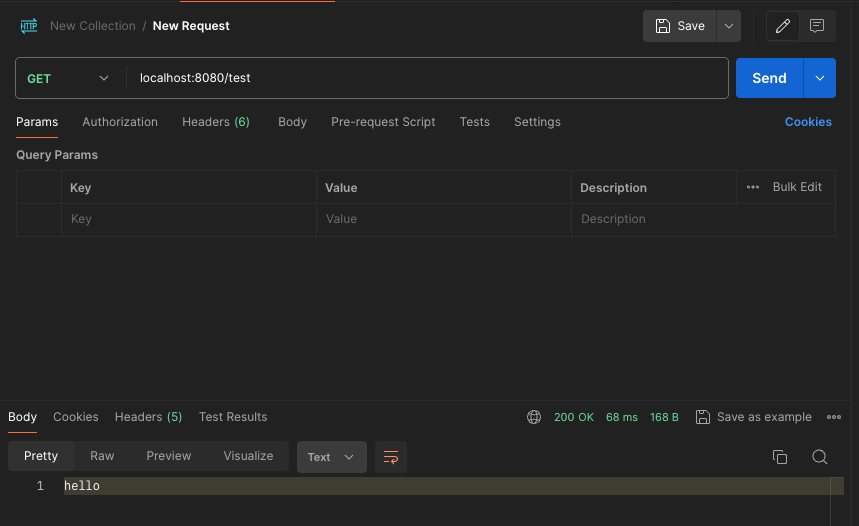 HTTP New Collection / New Request Save
GET localhost:8080/test Send
Params Authorization Headers (6) Body Pre-request Script Tests Settings Cookies
Query Params
Key Value Description ••• Bulk Edit
Key Value Description
Body Cookies Headers (5) Test Results 200 OK 68 ms 168 B Save as example •••
Pretty Raw Preview Visualize Text
1 hello